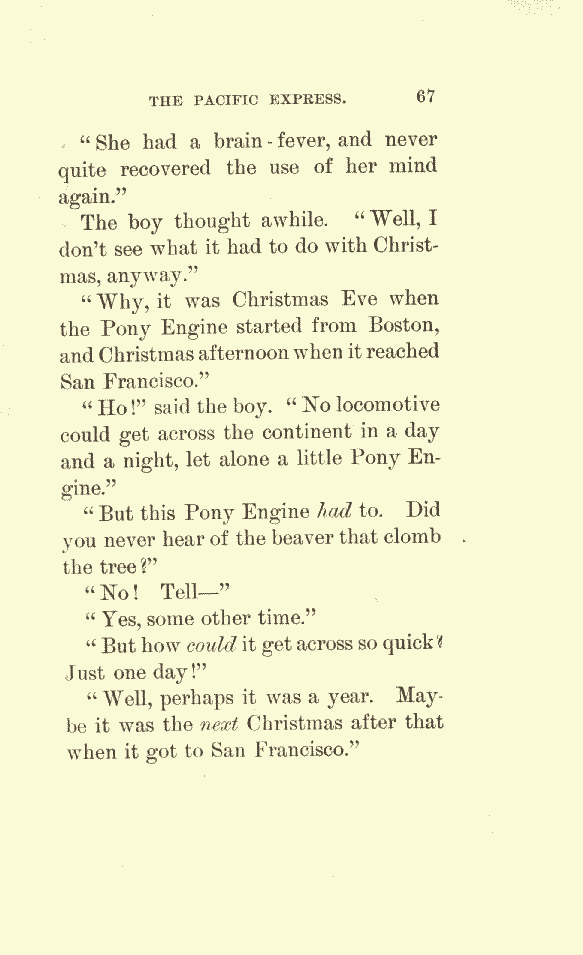 THE PACIFIC EXPRESS. 67
“She had a brain-fever, and never
quite recovered the use of her mind
again.”
The boy thought awhile. “Well, I
don't see what it had to do with Christ-
mas, anyway.”
“Why, it was Christmas Eve when
the Pony Engine started from Boston,
and Christmas afternoon when it reached
San Francisco.”
“Ho!” said the boy. “No locomotive
could get across the continent in a day
and a night, let alone a little Pony En-
gine.”
“But this Pony Engine had to. Did
you never hear of the beaver that clomb
the tree?”
“No! Tell—”
“Yes, some other time.”
“But how could it get across so quick?
Just one day!”
“Well, perhaps it was a year. May-
be it was the next Christmas after that
when it got to San Francisco.”